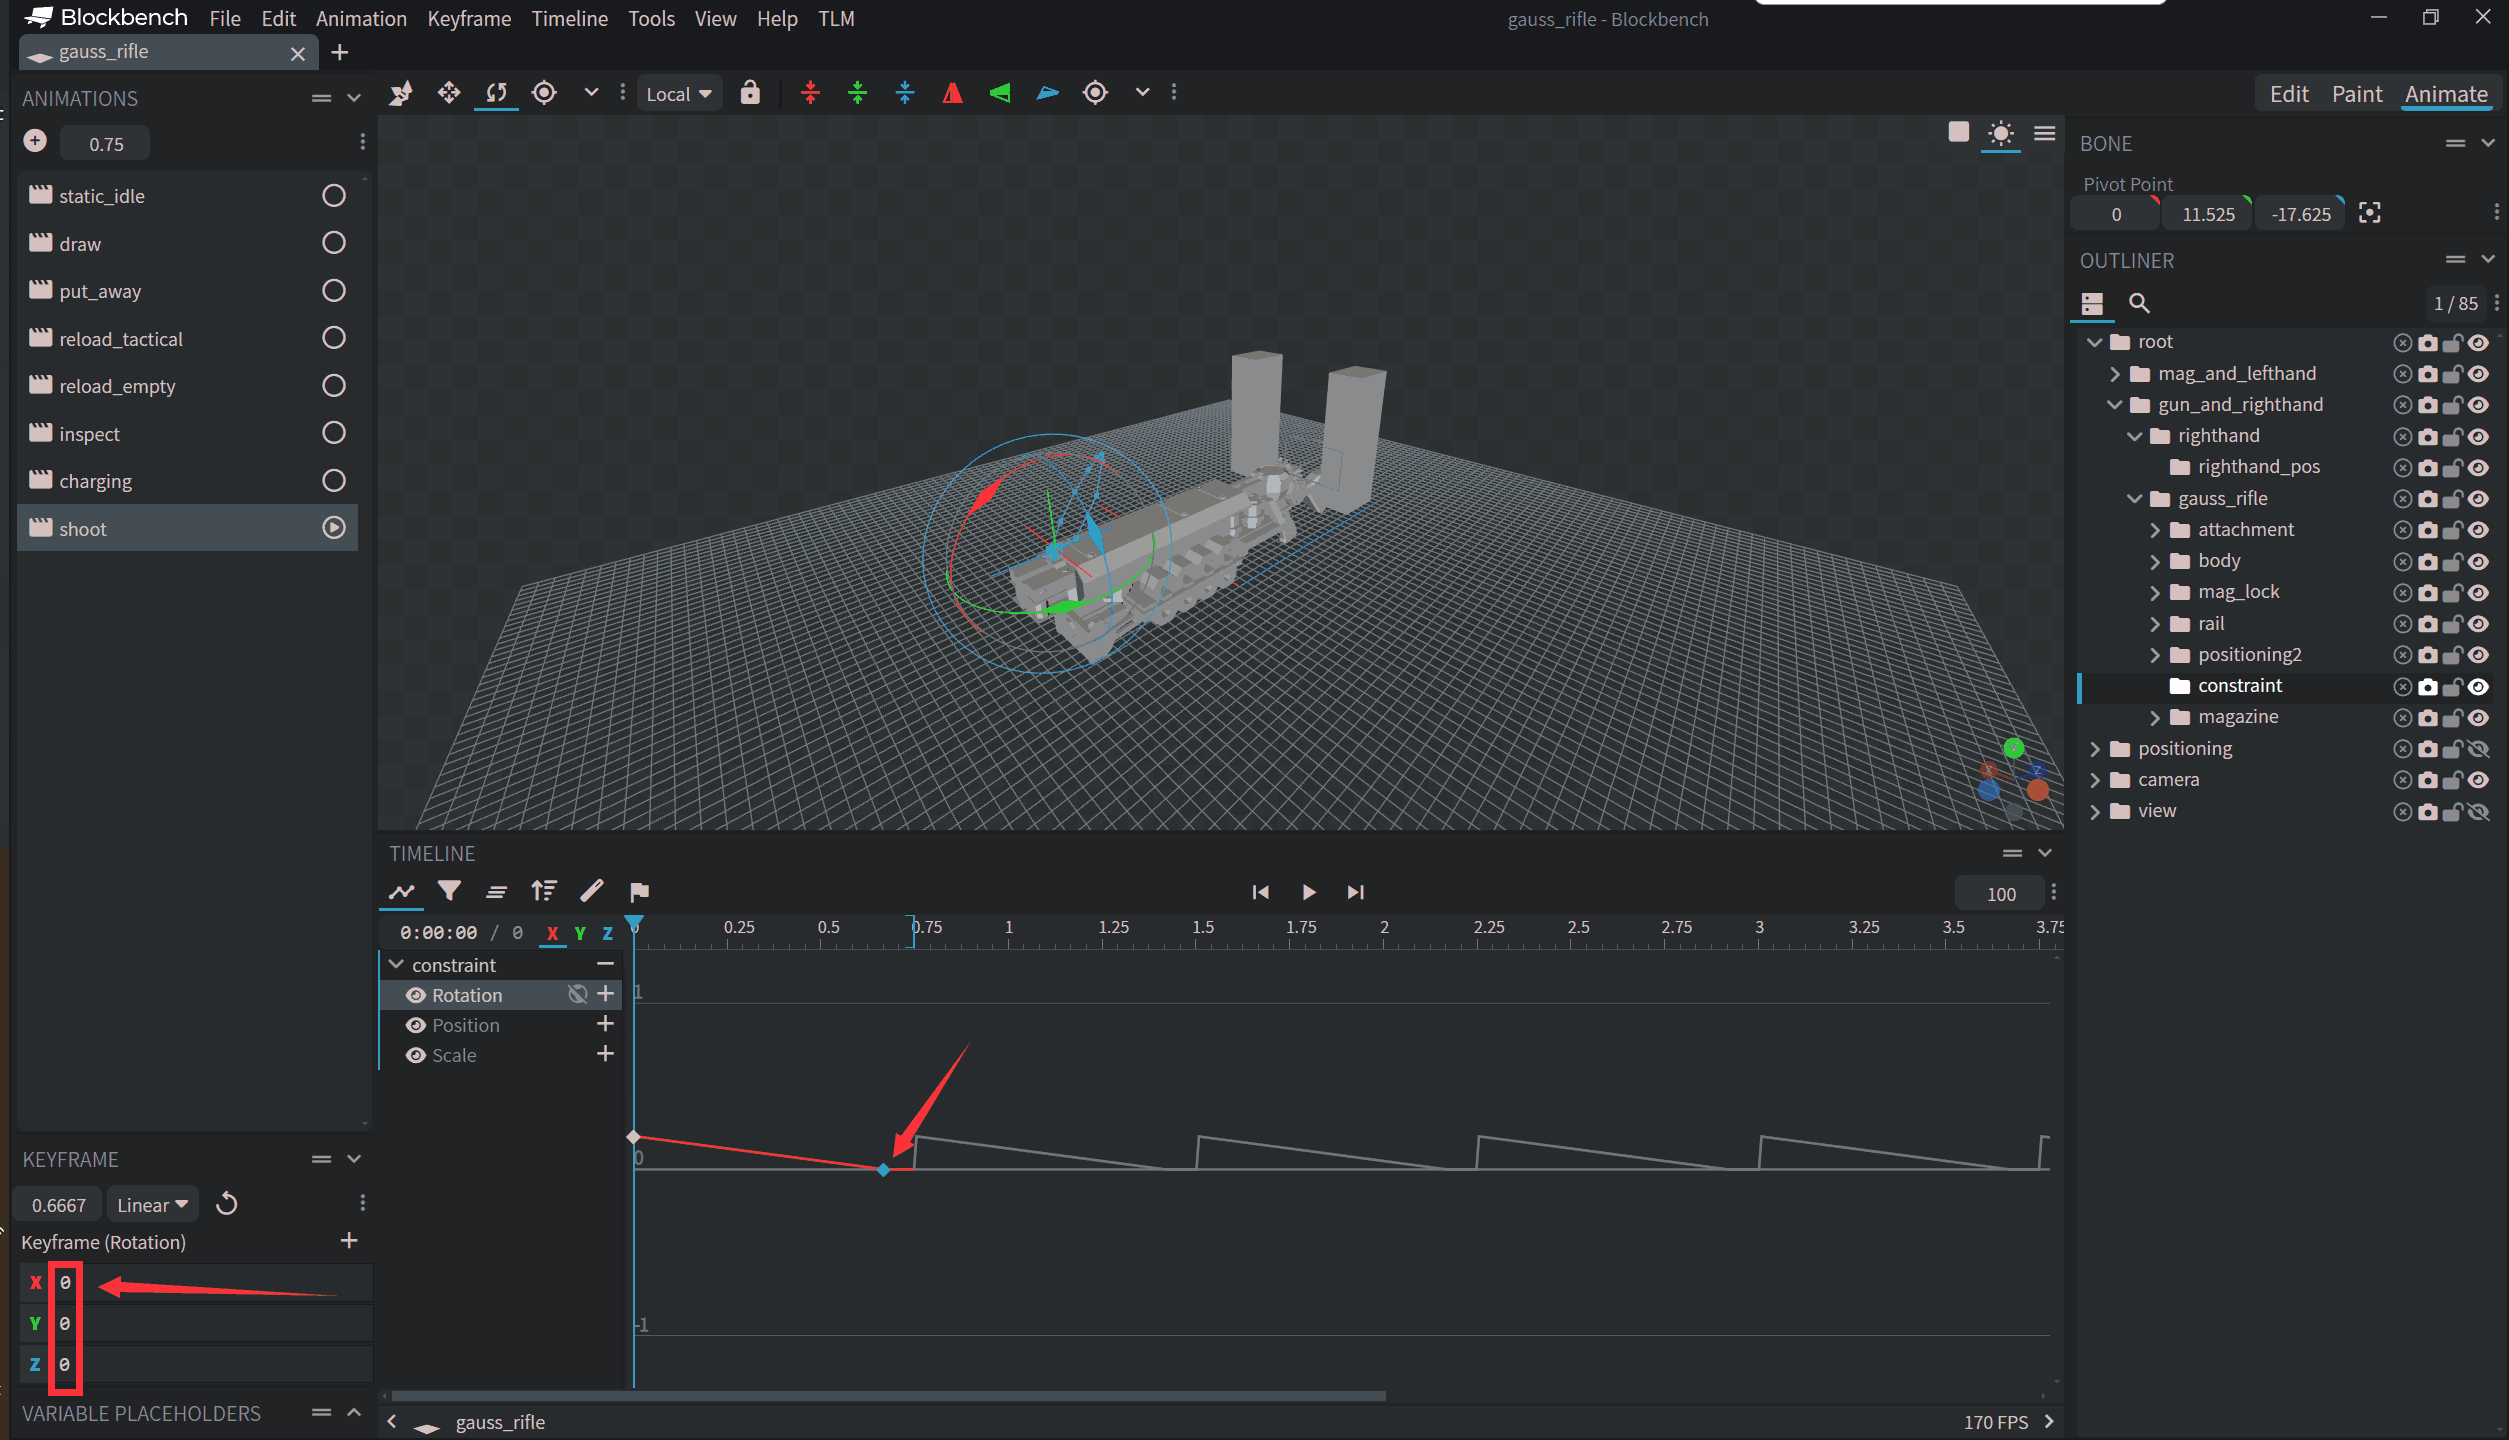 Blockbench File Edit Animation Keyframe Timeline Tools View Help TLM
gauss_rifle - Blockbench
gauss_rifle
ANIMATIONS
0.75
static_idle
draw
put_away
reload_tactical
reload_empty
inspect
charging
shoot
Local
Edit Paint Animate
BONE
Pivot Point
0 11.525 -17.625
OUTLINER
1 / 85
root
mag_and_lefthand
gun_and_righthand
righthand
righthand_pos
gauss_rifle
attachment
body
mag_lock
rail
positioning2
constraint
magazine
positioning
camera
view
TIMELINE
100
0:00:00 / 0 X Y Z
0 0.25 0.5 0.75 1 1.25 1.5 1.75 2 2.25 2.5 2.75 3 3.25 3.5 3.75
constraint
Rotation
Position
Scale
1
0
-1
KEYFRAME
0.6667 Linear
Keyframe (Rotation)
X 0
Y 0
Z 0
VARIABLE PLACEHOLDERS
gauss_rifle
170 FPS